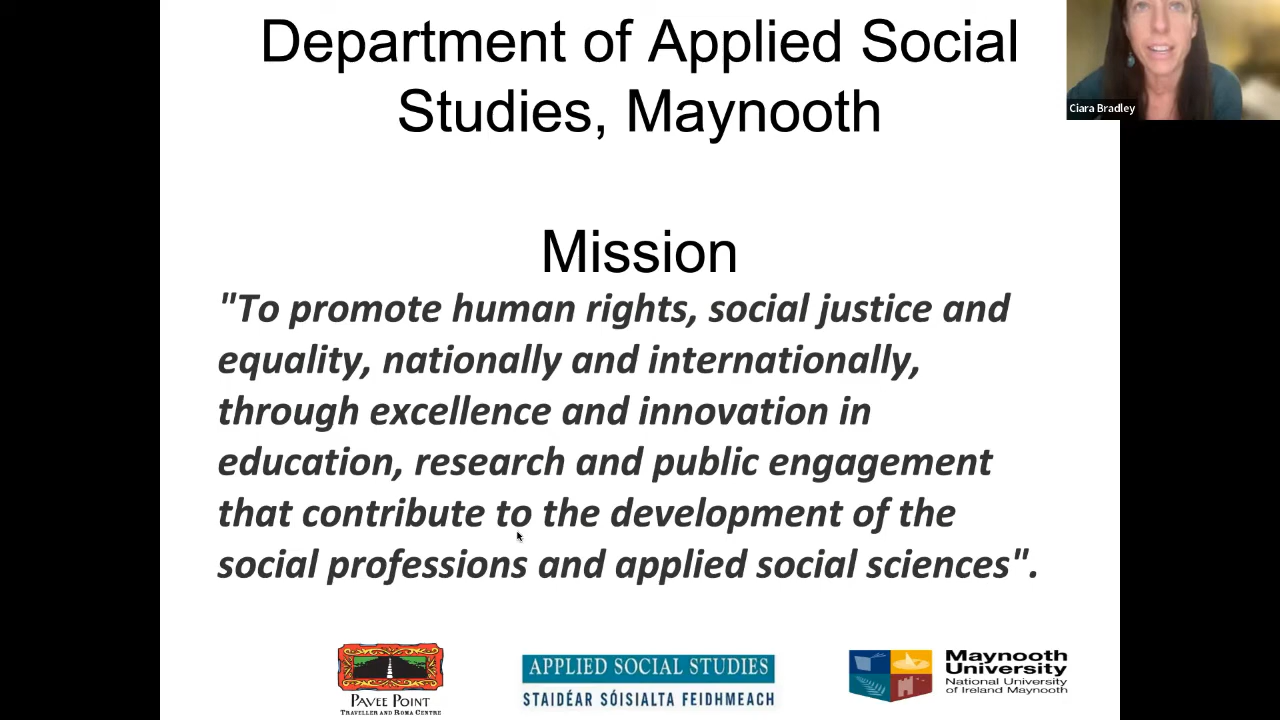 Department of Applied Social
Studies, Maynooth
Ciara Bradley
Mission
"To promote human rights, social justice and
equality, nationally and internationally,
through excellence and innovation in
education, research and public engagement
that contribute to the development of the
social professions and applied social sciences".
PAVEE POINT
TRAVELLER AND ROMA CENTRE
APPLIED SOCIAL STUDIES
STAIDÉAR SÓISIALTA FEIDHMEACH
Maynooth
University
National University
of Ireland Maynooth